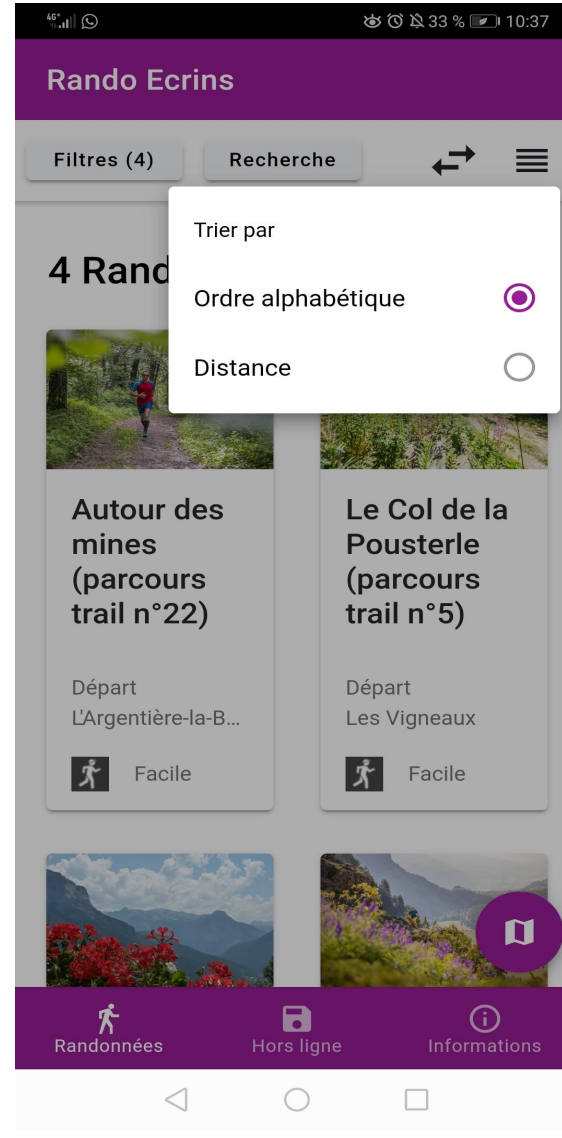 4G+
33 %
10:37
Rando Ecrins
Filtres (4)
Recherche
Trier par
Ordre alphabétique
Distance
4 Rand
Autour des
mines
(parcours
trail n°22)
Départ
L'Argentière-la-B...
Facile
Le Col de la
Pousterle
(parcours
trail n°5)
Départ
Les Vigneaux
Facile
Randonnées
Hors ligne
Informations